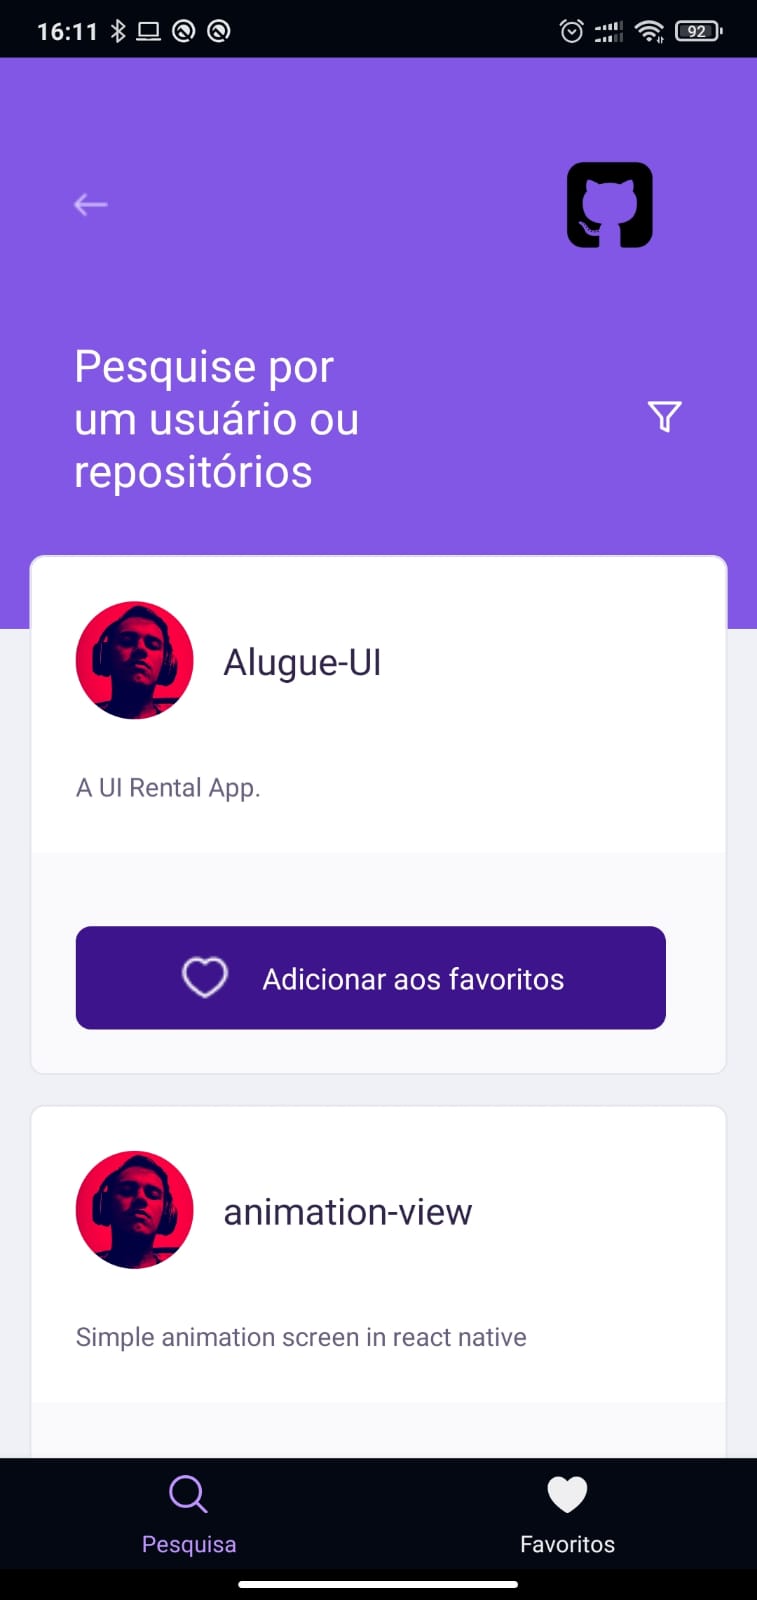 16:11
92
Pesquise por
um usuário ou
repositórios
Alugue-UI
A UI Rental App.
Adicionar aos favoritos
animation-view
Simple animation screen in react native
Pesquisa
Favoritos